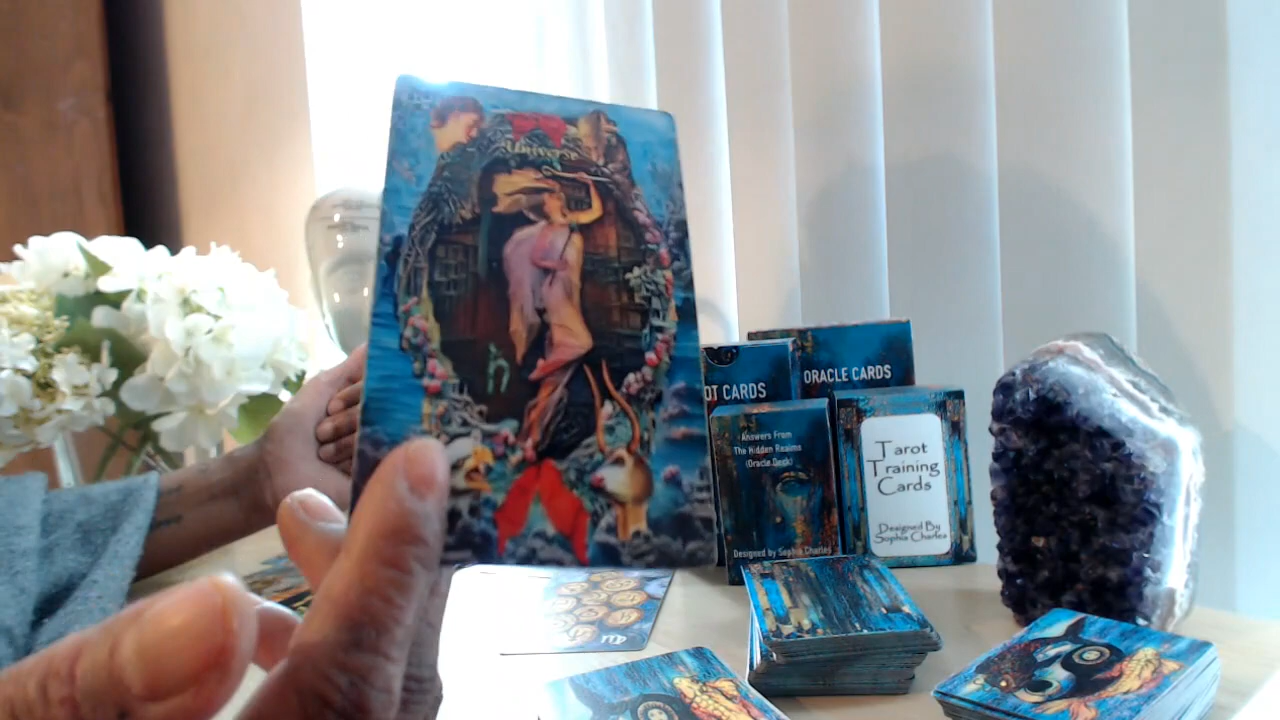 Universe
OT CARDS
ORACLE CARDS
Answers From
The Hidden Realms
(Oracle Deck)
Designed by Sophia Charles
Tarot
Training
Cards
Designed By
Sophia Charles